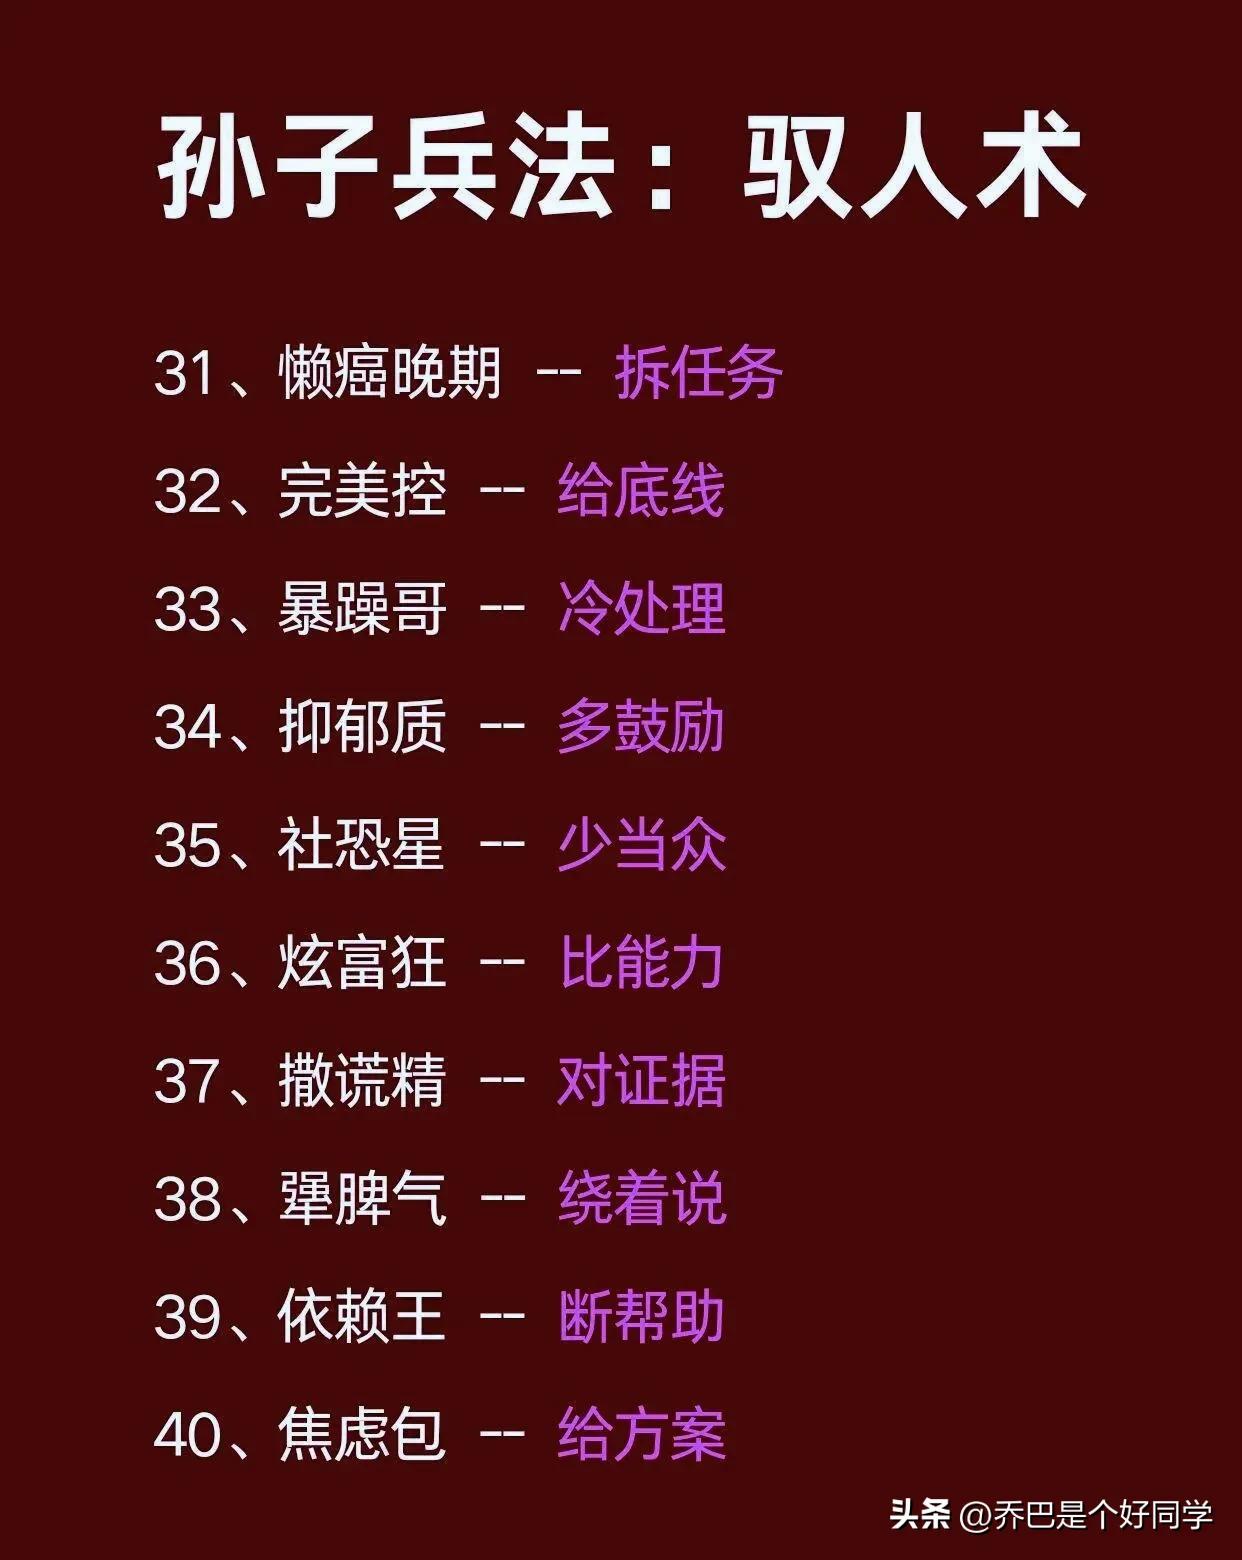 孙子兵法：驭人术
31、懒癌晚期 -- 拆任务
32、完美控 -- 给底线
33、暴躁哥 -- 冷处理
34、抑郁质 -- 多鼓励
35、社恐星 -- 少当众
36、炫富狂 -- 比能力
37、撒谎精 -- 对证据
38、犟脾气 -- 绕着说
39、依赖王 -- 断帮助
40、焦虑包 -- 给方案
头条 @乔巴是个好同学